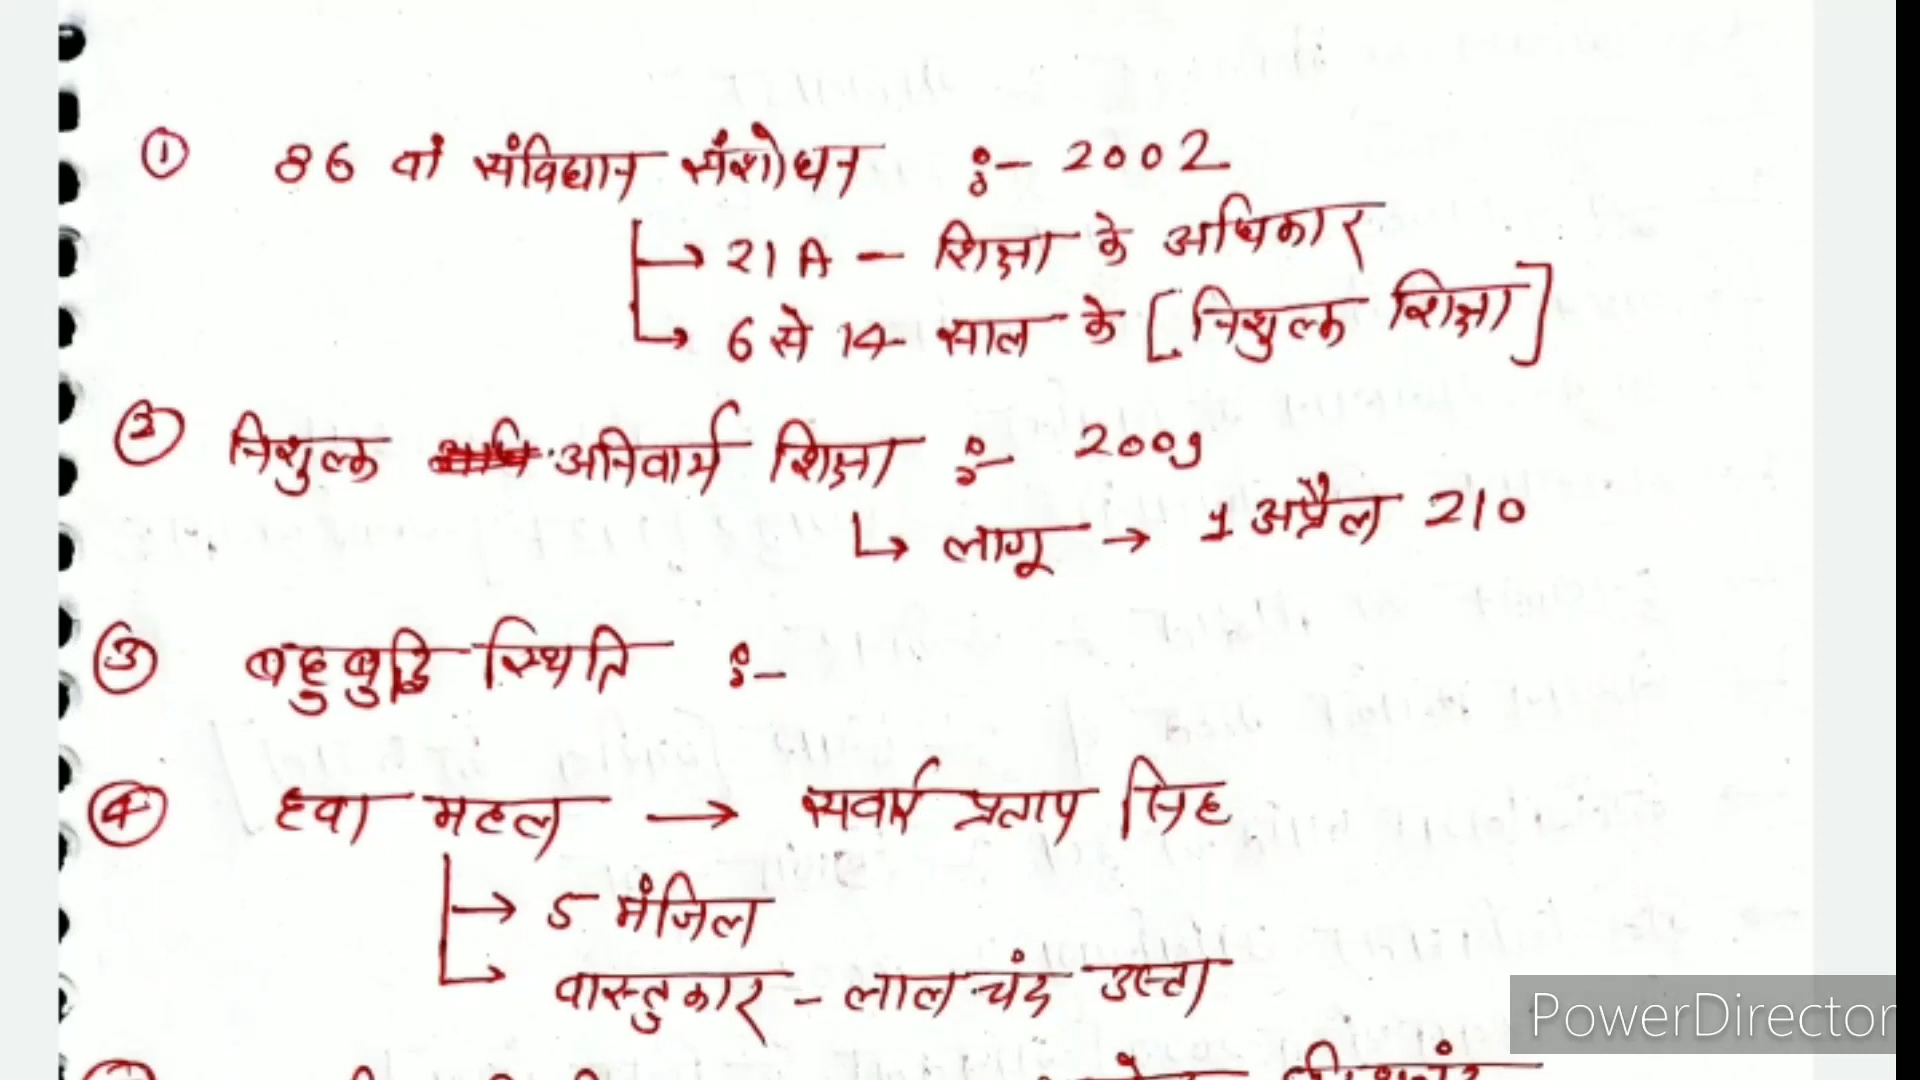 ① 86 वां संविधान संशोधन :- 2002
→ 21A - शिक्षा के अधिकार
→ 6 से 14 साल के [निशुल्क शिक्षा]
② निशुल्क अनिवार्य शिक्षा :- 2009
↳ लागू → 1 अप्रैल 210
③ बहुबुद्धि स्थिति :-
④ हवा महल → सवाई प्रताप सिंह
→ 5 मंजिल
→ वास्तुकार - लाल चंद उस्ता
PowerDirector